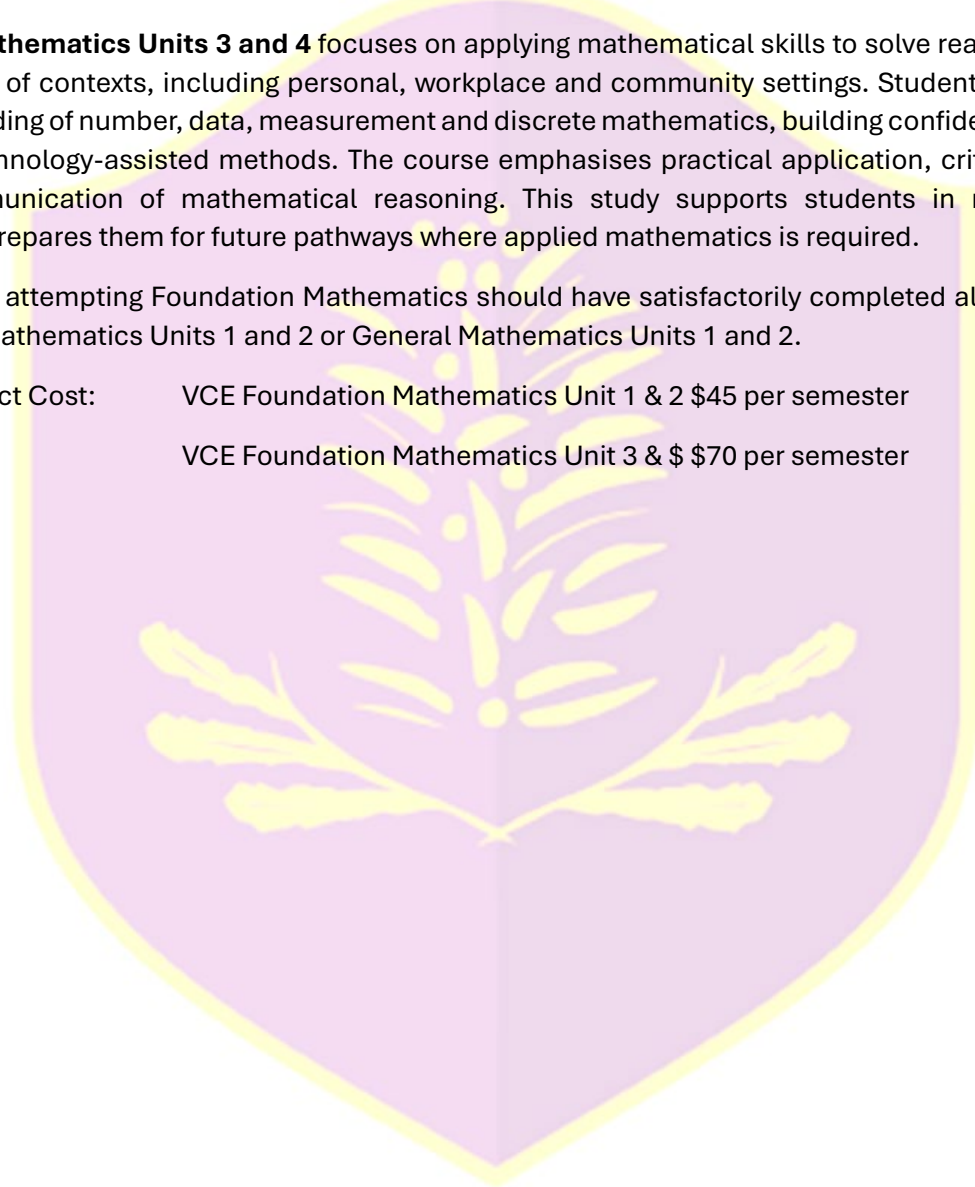 thematics Units 3 and 4 focuses on applying mathematical skills to solve rea
of contexts, including personal, workplace and community settings. Student
ding of number, data, measurement and discrete mathematics, building confide
hnology-assisted methods. The course emphasises practical application, crit
unication of mathematical reasoning. This study supports students in
repares them for future pathways where applied mathematics is required.
attempting Foundation Mathematics should have satisfactorily completed al
athematics Units 1 and 2 or General Mathematics Units 1 and 2.
ct Cost: VCE Foundation Mathematics Unit 1 & 2 $45 per semester
VCE Foundation Mathematics Unit 3 & $ $70 per semester